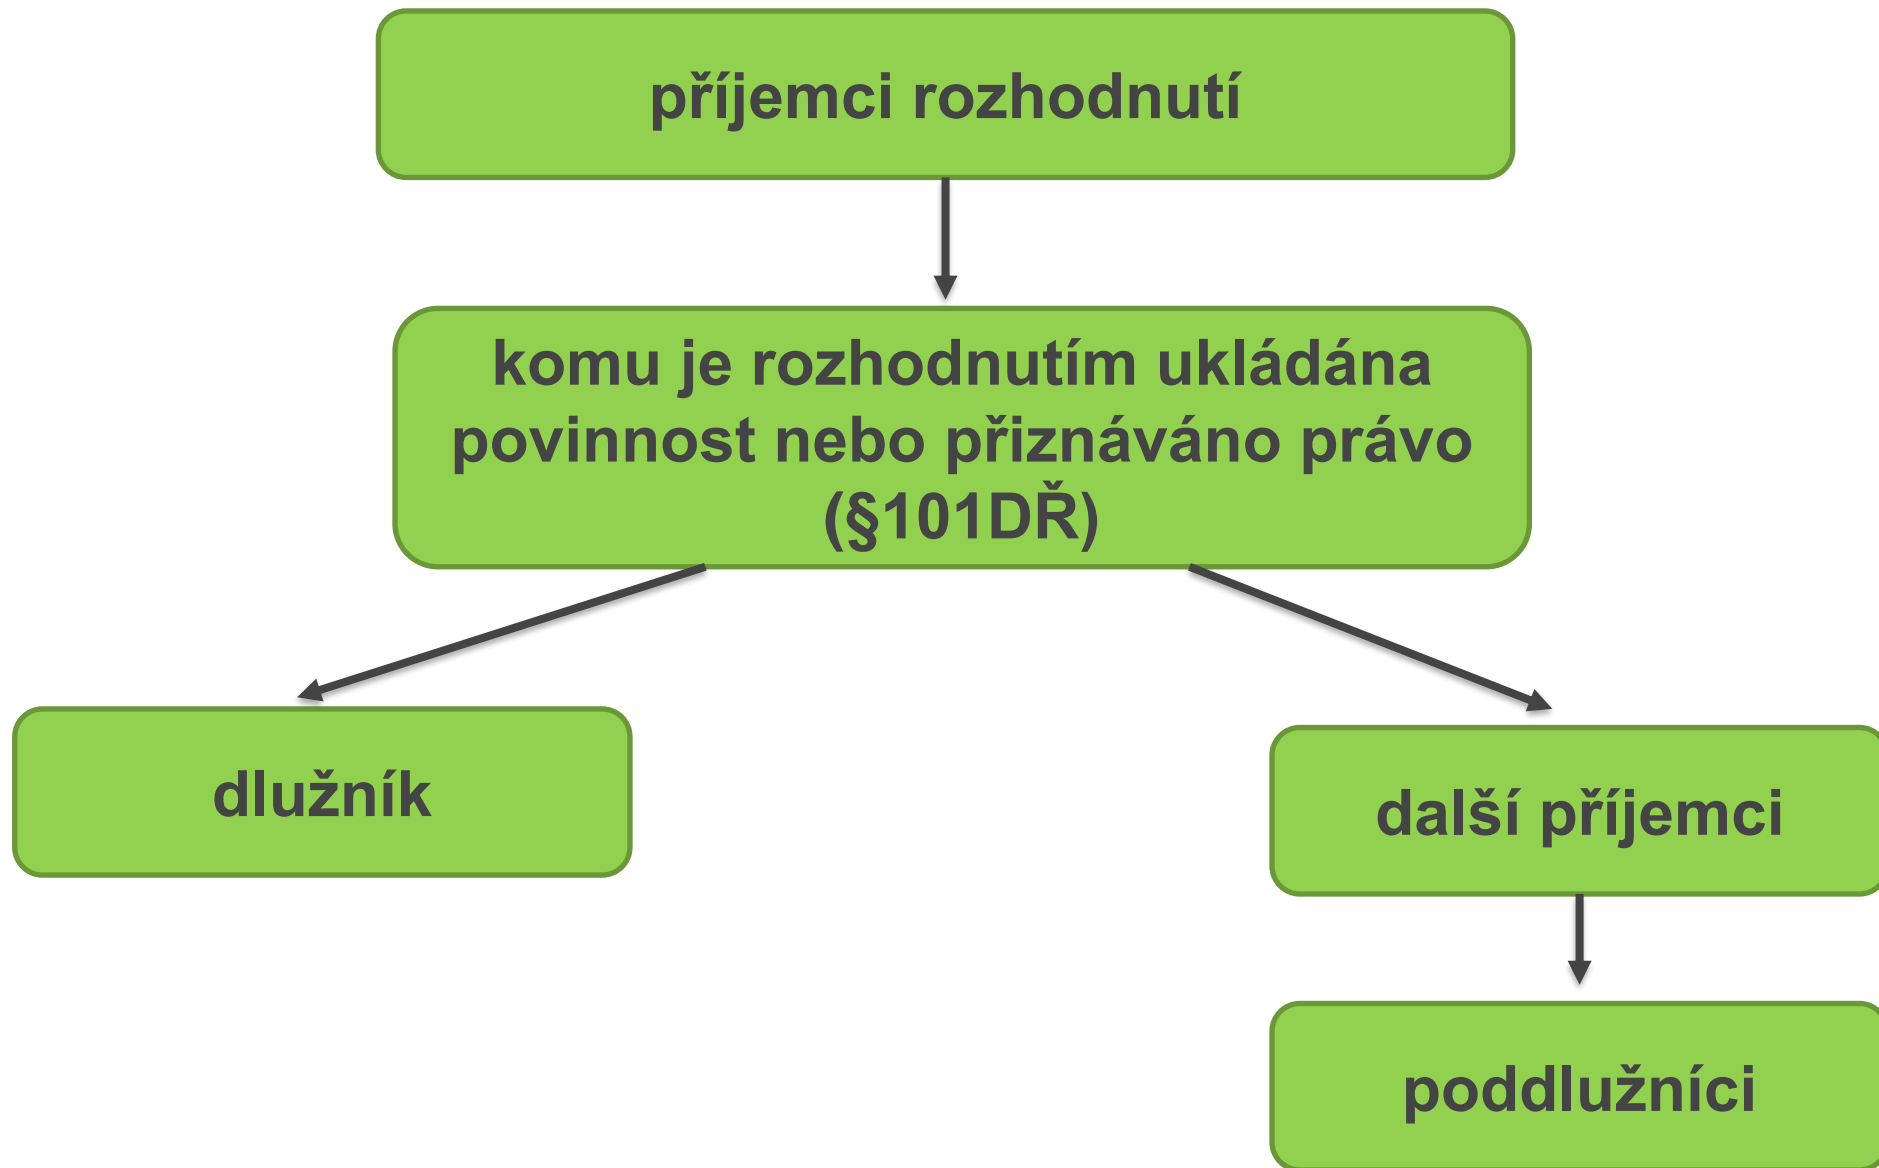 příjemci rozhodnutí
komu je rozhodnutím ukládána
povinnost nebo přiznáváno právo
(§101DŘ)
dlužník
další příjemci
poddlužníci